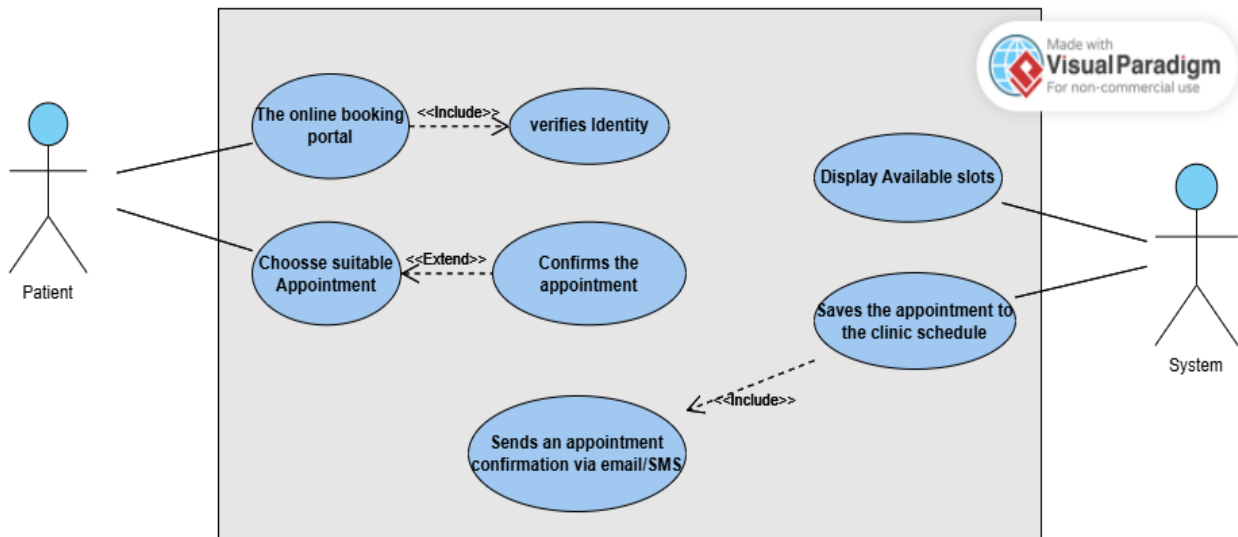 Made with
Visual Paradigm
For non-commercial use
The online booking
portal
<<Include>>
verifies Identity
Display Available slots
Patient
Choosse suitable
Appointment
<<Extend>>
Confirms the
appointment
Saves the appointment to
the clinic schedule
System
<<Include>>
Sends an appointment
confirmation via email/SMS